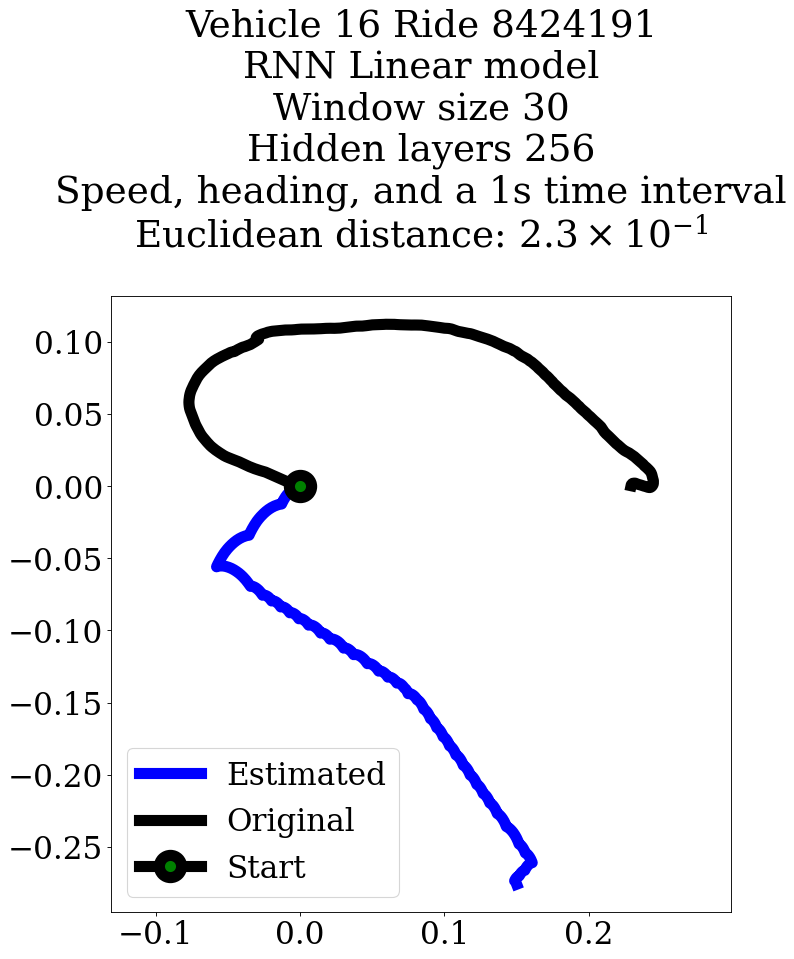 Vehicle 16 Ride 8424191
RNN Linear model
Window size 30
Hidden layers 256
Speed, heading, and a 1s time interval
Euclidean distance: 2.3 × 10⁻¹
0.10
0.05
0.00
−0.05
−0.10
−0.15
−0.20
−0.25
Estimated
Original
Start
−0.1 0.0 0.1 0.2